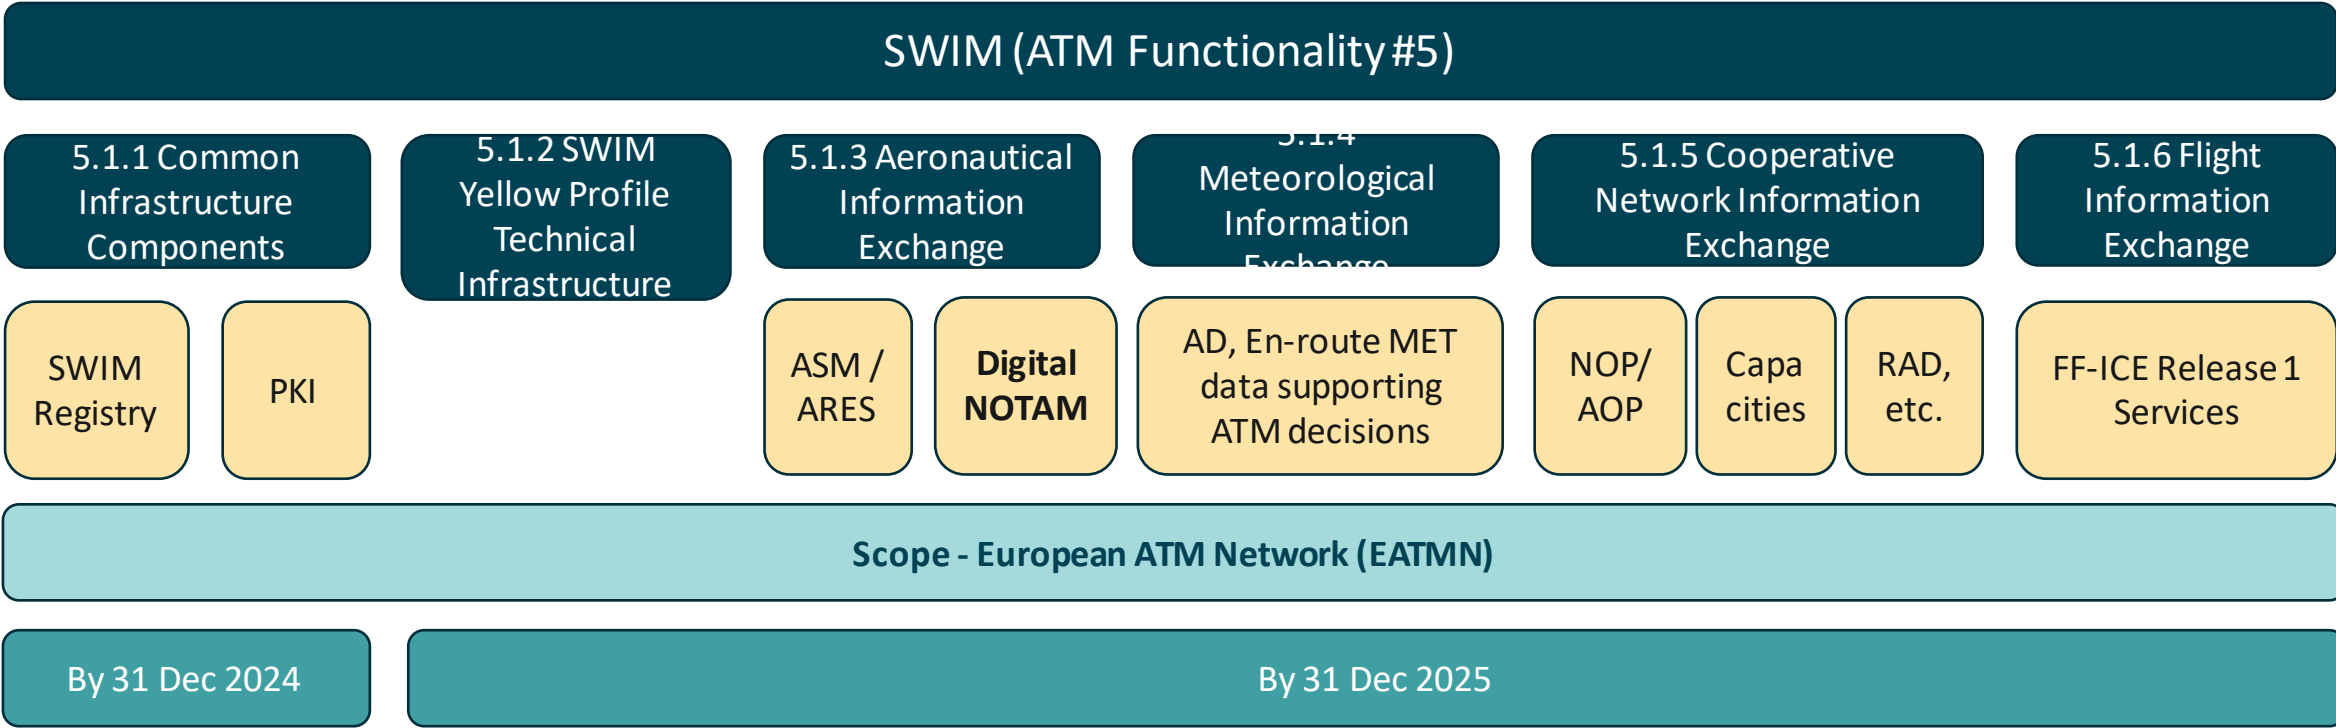 SWIM (ATM Functionality #5)
5.1.1 Common
Infrastructure
Components
5.1.2 SWIM
Yellow Profile
Technical
Infrastructure
5.1.3 Aeronautical
Information
Exchange
5.1.4
Meteorological
Information
Exchange
5.1.5 Cooperative
Network Information
Exchange
5.1.6 Flight
Information
Exchange
SWIM
Registry
PKI
ASM /
ARES
Digital
NOTAM
AD, En-route MET
data supporting
ATM decisions
NOP/
AOP
Capa
cities
RAD,
etc.
FF-ICE Release 1
Services
Scope - European ATM Network (EATMN)
By 31 Dec 2024
By 31 Dec 2025